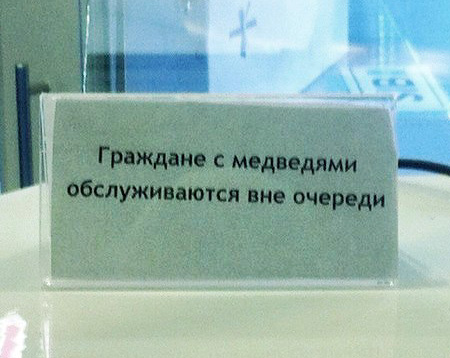 Граждане с медведями
обслуживаются вне очереди